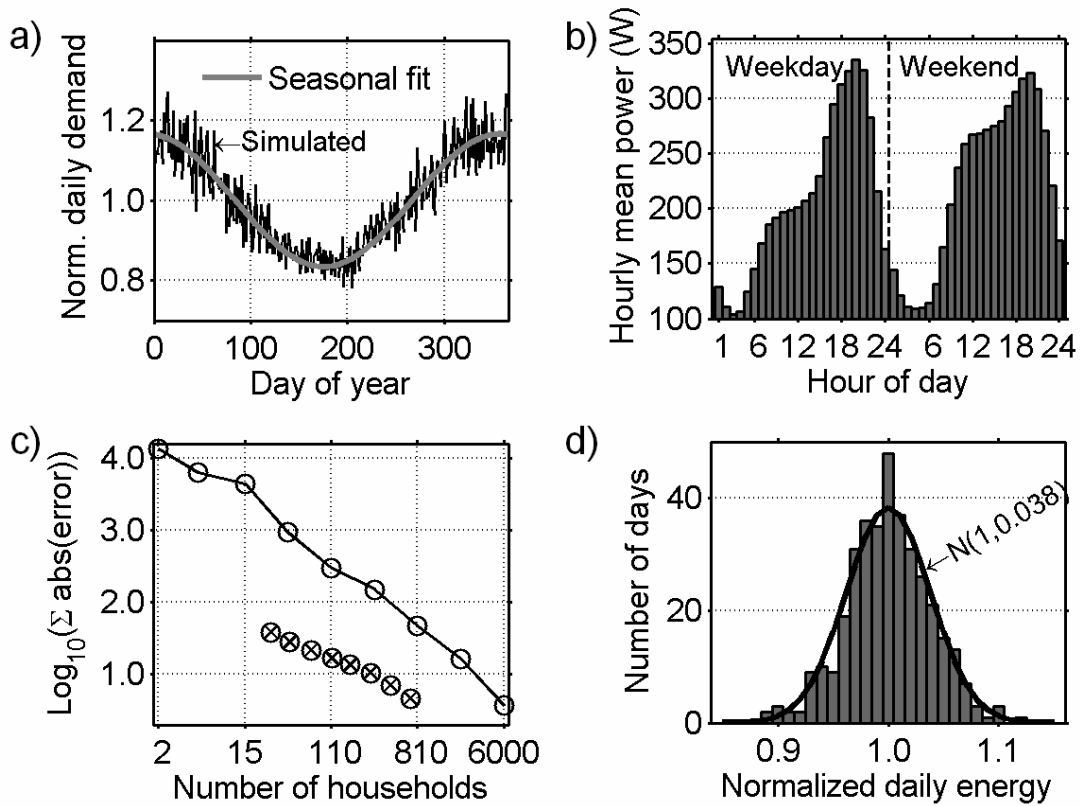 a)
Norm. daily demand
1.2
1.0
0.8
Seasonal fit
←Simulated
0 100 200 300
Day of year
b)
Hourly mean power (W)
350
300
250
200
150
100
Weekday Weekend
1 6 12 18 24 6 12 18 24
Hour of day
c)
Log10(Σ abs(error))
4.0
3.0
2.0
1.0
2 15 110 810 6000
Number of households
d)
Number of days
40
20
0
←N(1,0.038)
0.9 1.0 1.1
Normalized daily energy